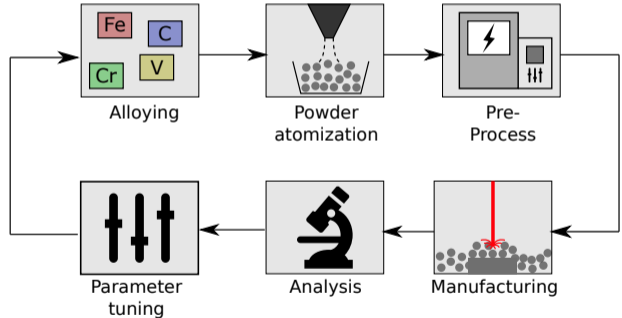 Fe
C
Cr
V
Alloying
Powder
atomization
Pre-
Process
Parameter
tuning
Analysis
Manufacturing